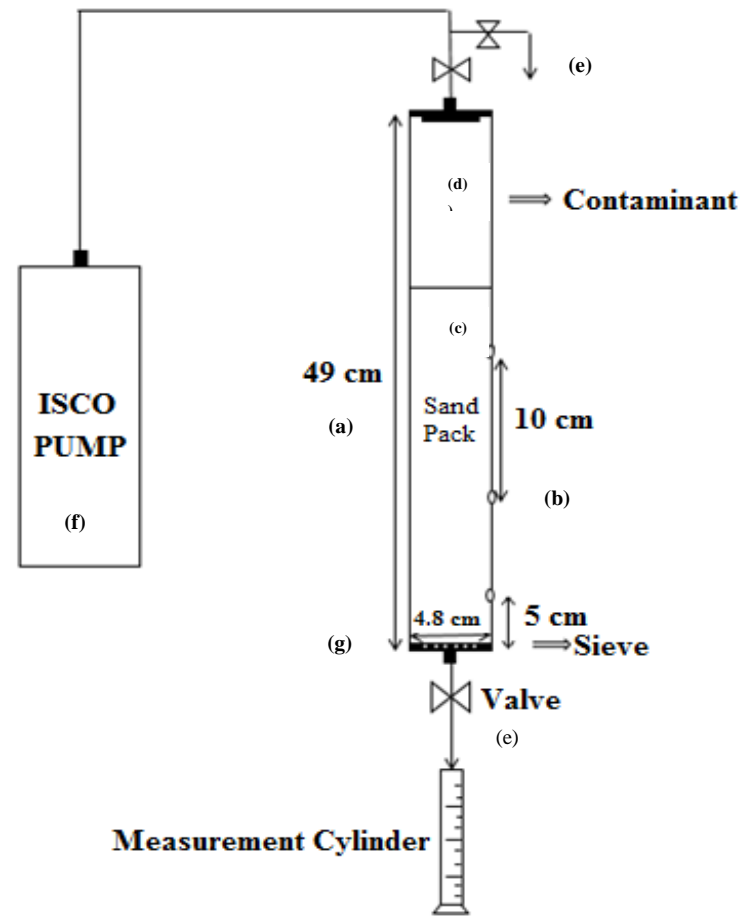 (e)
(d)
Contaminant
(c)
49 cm
ISCO
PUMP
Sand
Pack
10 cm
(a)
(b)
(f)
4.8 cm
5 cm
(g)
Sieve
Valve
(e)
Measurement Cylinder